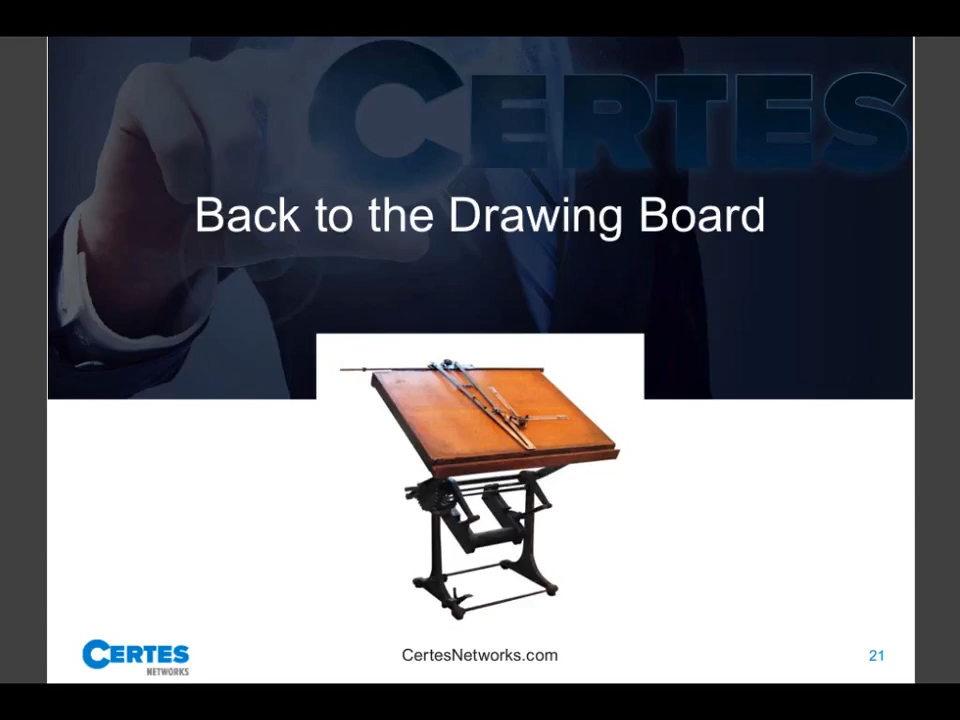 CERTES
Back to the Drawing Board
CERTES
NETWORKS
CertesNetworks.com
21